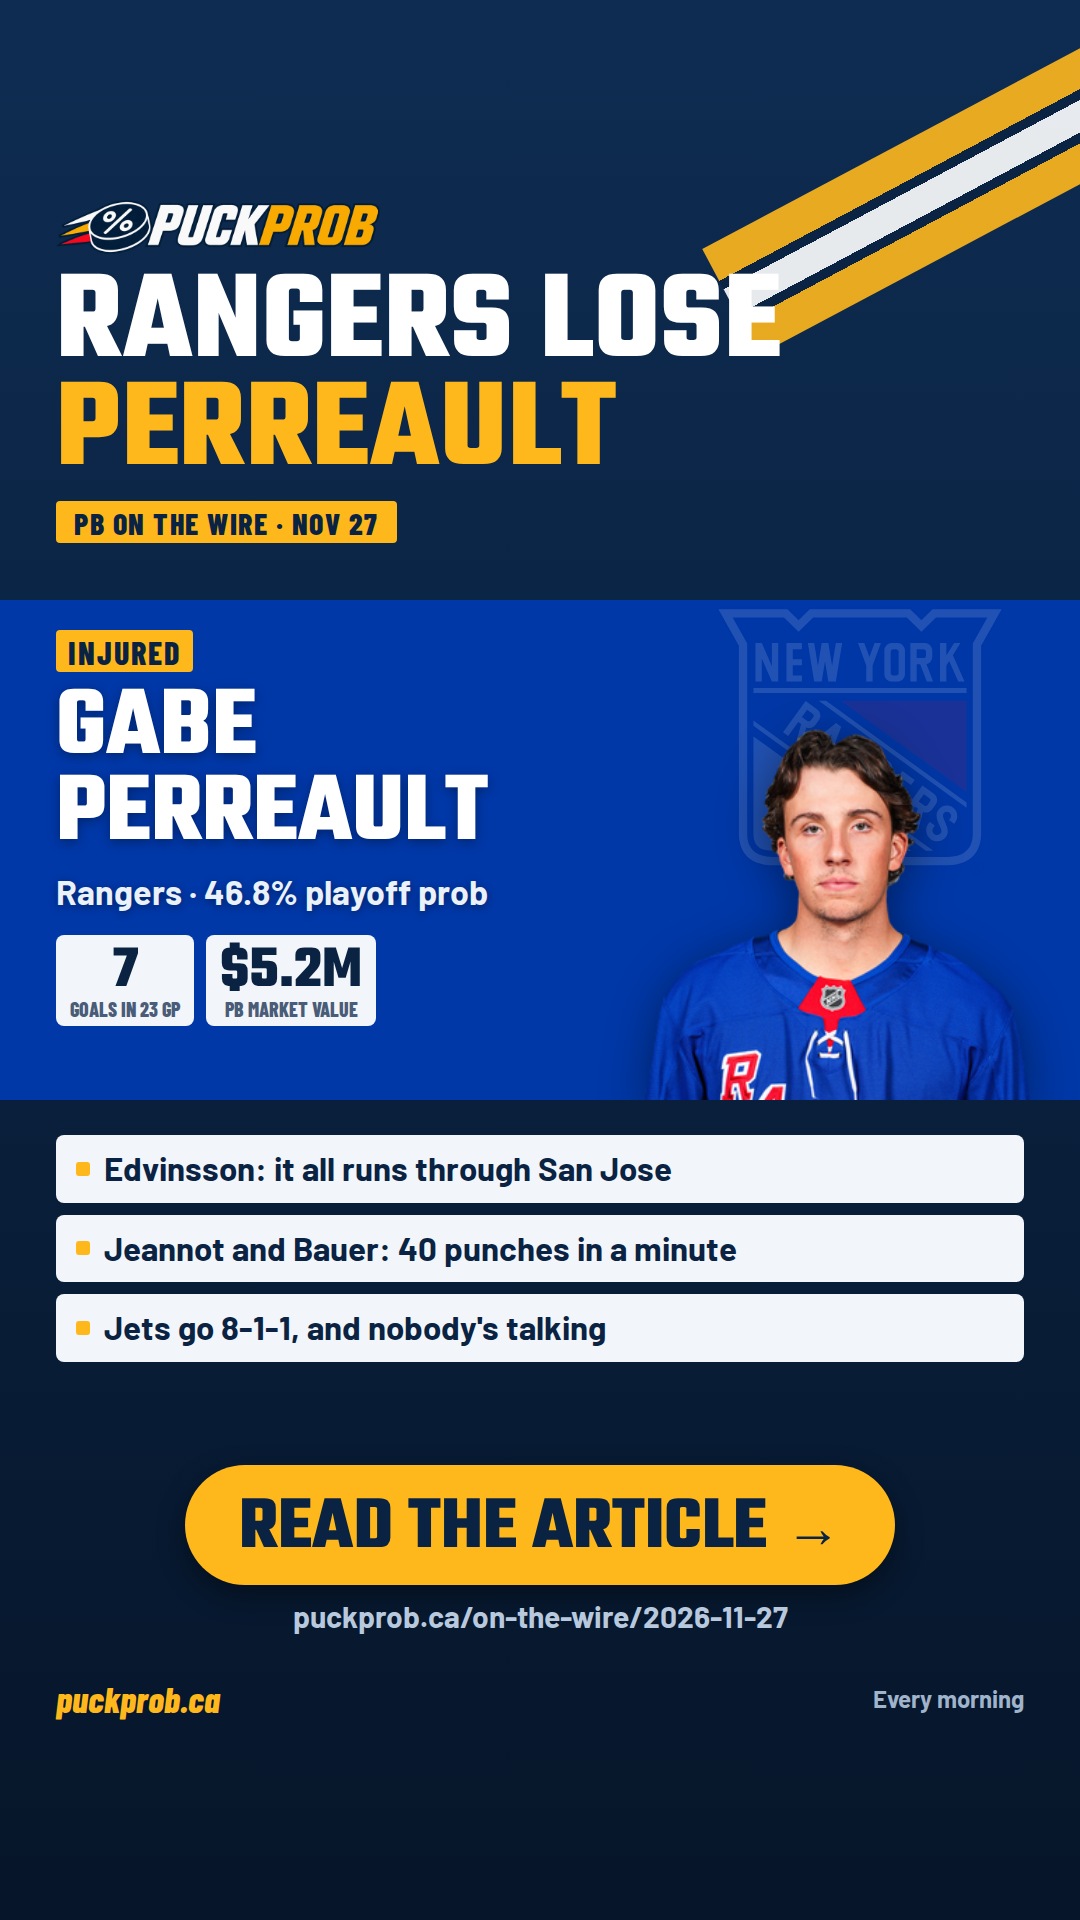 % PUCKPROB
RANGERS LOSE
PERREAULT
PB ON THE WIRE · NOV 27
INJURED
NEW YORK
RANGERS
GABE
PERREAULT
Rangers · 46.8% playoff prob
7
GOALS IN 23 GP
$5.2M
PB MARKET VALUE
Edvinsson: it all runs through San Jose
Jeannot and Bauer: 40 punches in a minute
Jets go 8-1-1, and nobody's talking
READ THE ARTICLE →
puckprob.ca/on-the-wire/2026-11-27
puckprob.ca
Every morning